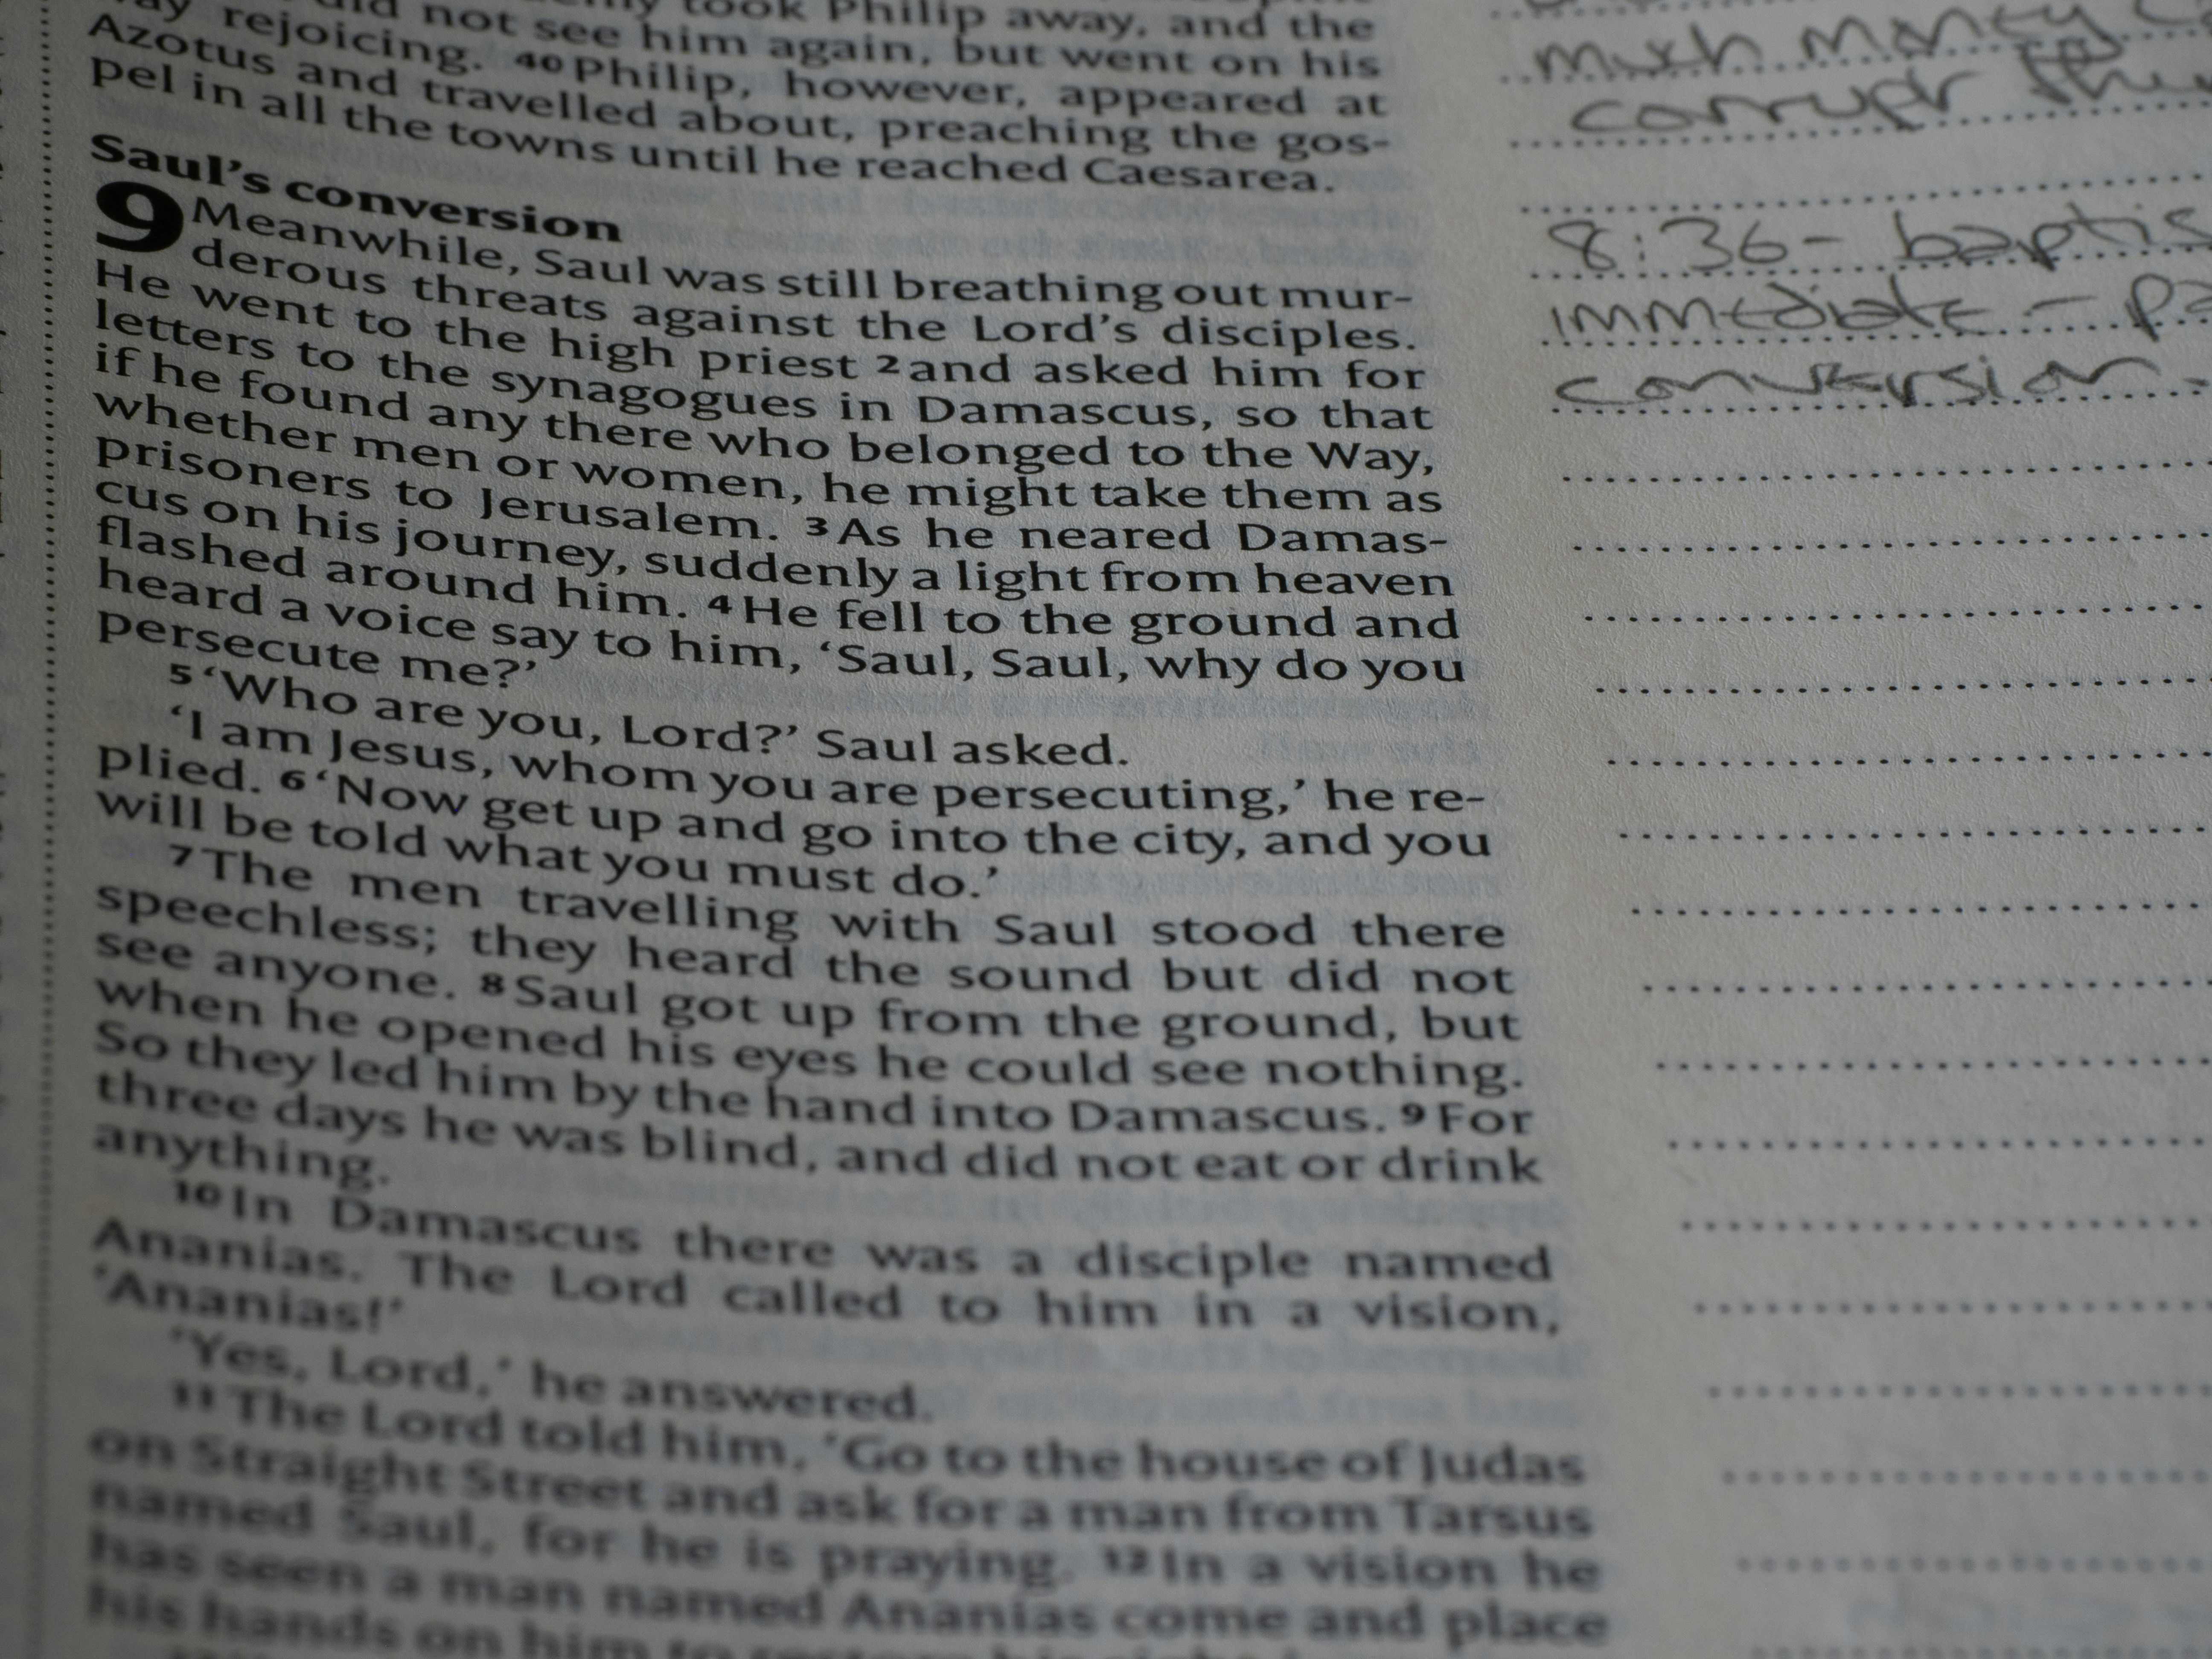 took Philip away, and the
did not see him again, but went on his
rejoicing. 40 Philip, however, appeared at
Azotus and travelled about, preaching the gos-
pel in all the towns until he reached Caesarea.
Saul’s conversion
9 Meanwhile, Saul was still breathing out mur-
derous threats against the Lord’s disciples.
He went to the high priest 2 and asked him for
letters to the synagogues in Damascus, so that
if he found any there who belonged to the Way,
whether men or women, he might take them as
prisoners to Jerusalem. 3 As he neared Damas-
cus on his journey, suddenly a light from heaven
flashed around him. 4 He fell to the ground and
heard a voice say to him, ‘Saul, Saul, why do you
persecute me?’
5 ‘Who are you, Lord?’ Saul asked.
‘I am Jesus, whom you are persecuting,’ he re-
plied. 6 ‘Now get up and go into the city, and you
will be told what you must do.’
7 The men travelling with Saul stood there
speechless; they heard the sound but did not
see anyone. 8 Saul got up from the ground, but
when he opened his eyes he could see nothing.
So they led him by the hand into Damascus. 9 For
three days he was blind, and did not eat or drink
anything.
10 In Damascus there was a disciple named
Ananias. The Lord called to him in a vision,
‘Ananias!’
‘Yes, Lord,’ he answered.
11 The Lord told him, ‘Go to the house of Judas
on Straight Street and ask for a man from Tarsus
named Saul, for he is praying. 12 In a vision he
has seen a man named Ananias come and place
his hands on him to
much money
corrupt
8:36 - baptis
immediate - pa
conversion -